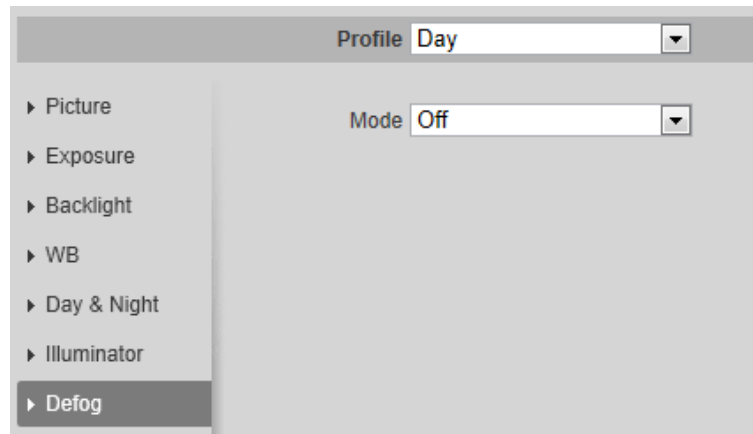 Profile Day
Picture
Mode Off
Exposure
Backlight
WB
Day & Night
Illuminator
Defog